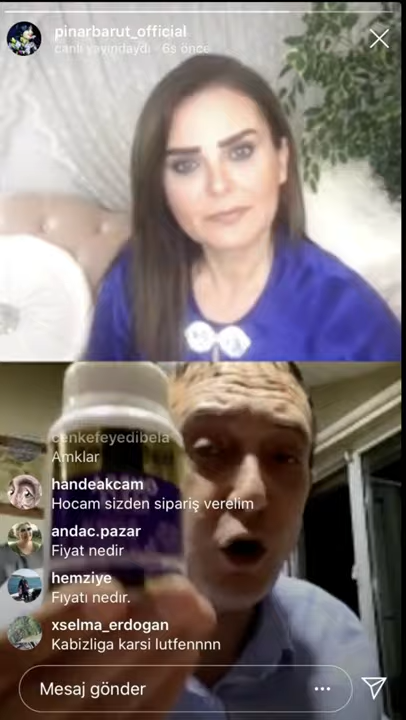 pinarbarut_official
canlı yayındaydı · 6s önce
cenkefeyedibela
Amklar
handeakcam
Hocam sizden sipariş verelim
andac.pazar
Fiyat nedir
hemziye
Fıyatı nedır.
xselma_erdogan
Kabizliga karsi lutfennnn
Mesaj gönder